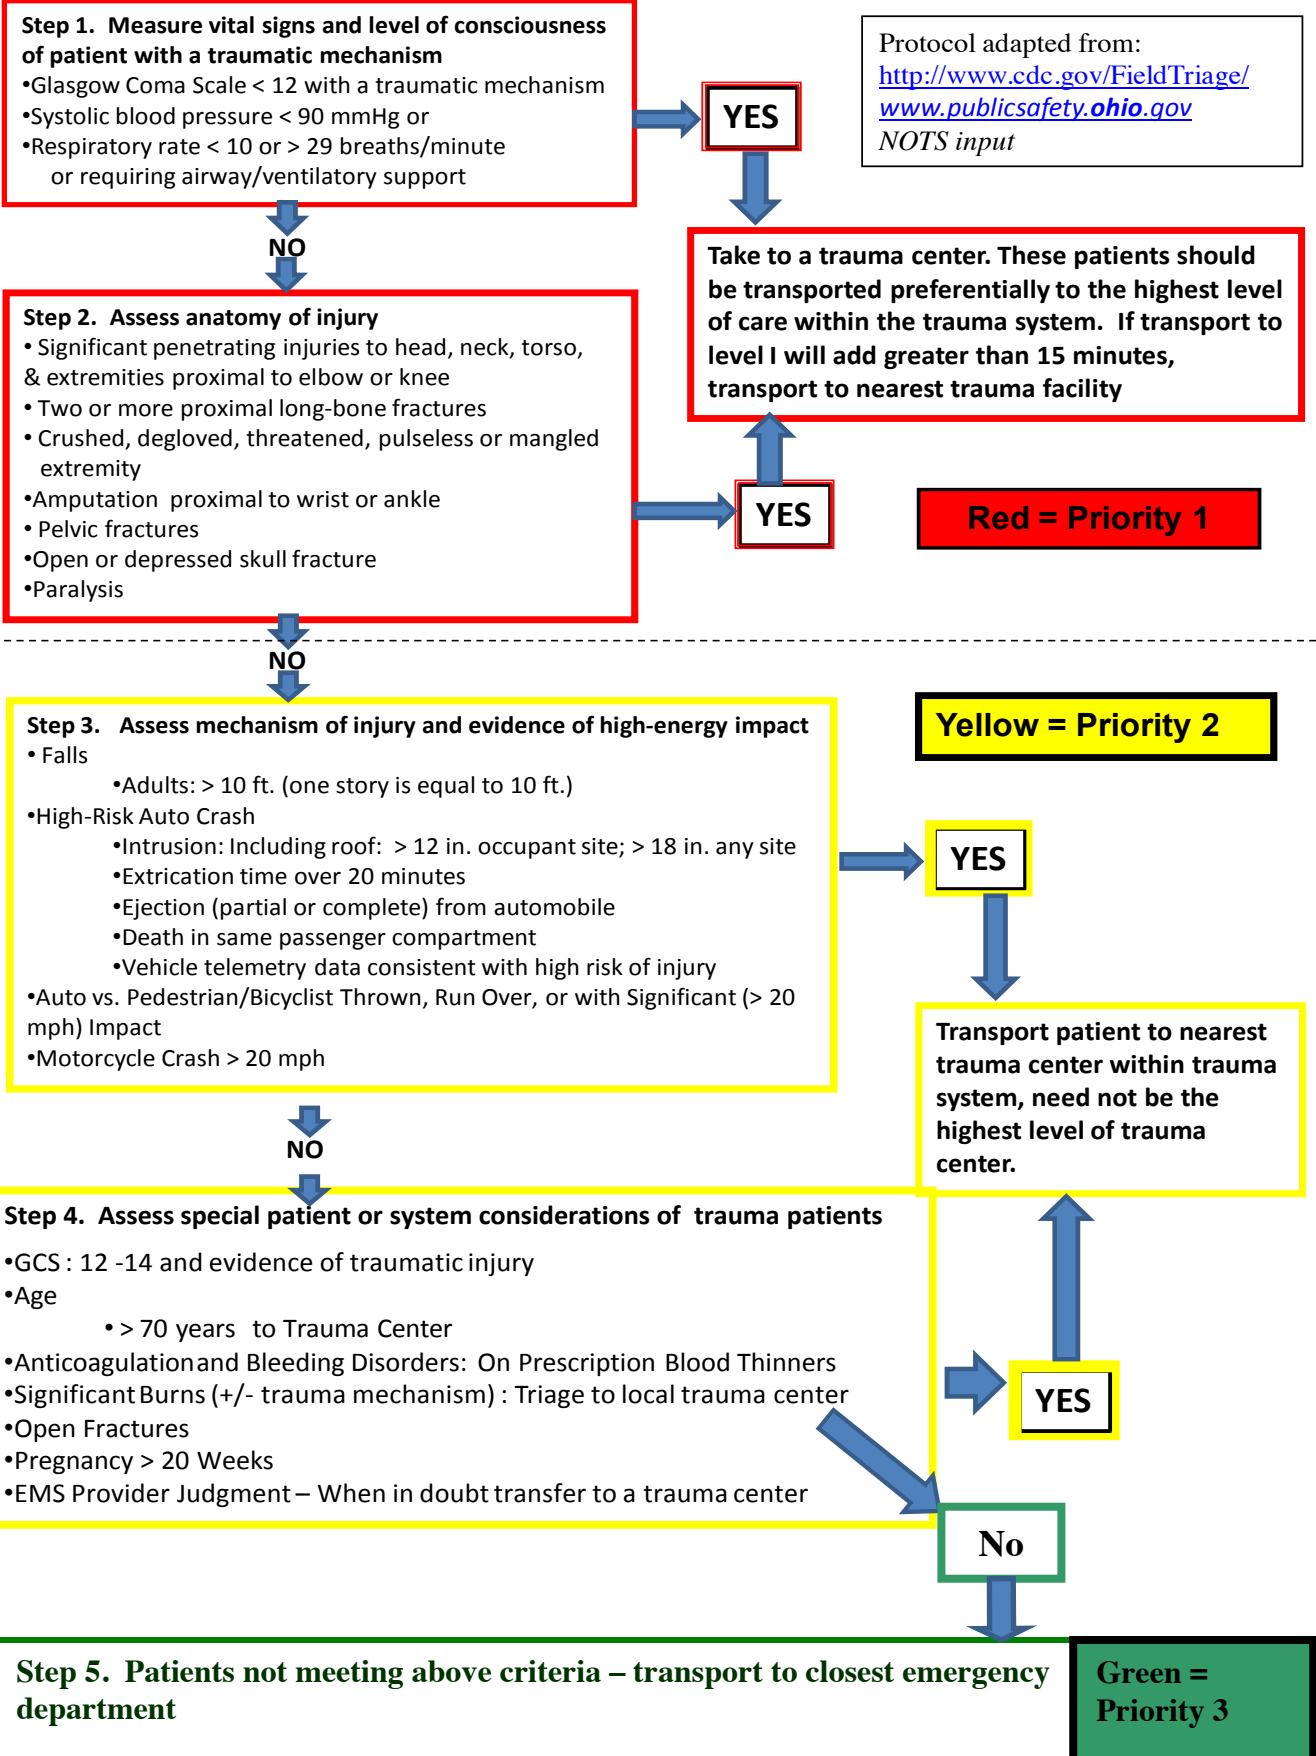 Step 1.  Measure vital signs and level of consciousness
of patient with a traumatic mechanism
•Glasgow Coma Scale < 12 with a traumatic mechanism
•Systolic blood pressure < 90 mmHg or
•Respiratory rate < 10 or > 29 breaths/minute
or requiring airway/ventilatory support
YES
Protocol adapted from:
http://www.cdc.gov/FieldTriage/
www.publicsafety.ohio.gov
NOTS input
NO
Take to a trauma center. These patients should
be transported preferentially to the highest level
of care within the trauma system.  If transport to
level I will add greater than 15 minutes,
transport to nearest trauma facility
Step 2.  Assess anatomy of injury
• Significant penetrating injuries to head, neck, torso,
& extremities proximal to elbow or knee
• Two or more proximal long-bone fractures
• Crushed, degloved, threatened, pulseless or mangled
extremity
•Amputation  proximal to wrist or ankle
• Pelvic fractures
•Open or depressed skull fracture
•Paralysis
YES
Red = Priority 1
NO
Step 3.   Assess mechanism of injury and evidence of high-energy impact
• Falls
•Adults: > 10 ft. (one story is equal to 10 ft.)
•High-Risk Auto Crash
•Intrusion: Including roof:  > 12 in. occupant site; > 18 in. any site
•Extrication time over 20 minutes
•Ejection (partial or complete) from automobile
•Death in same passenger compartment
•Vehicle telemetry data consistent with high risk of injury
•Auto vs. Pedestrian/Bicyclist Thrown, Run Over, or with Significant (> 20
mph) Impact
•Motorcycle Crash > 20 mph
Yellow = Priority 2
YES
Transport patient to nearest
trauma center within trauma
system, need not be the
highest level of trauma
center.
NO
Step 4.  Assess special patient or system considerations of  trauma patients
•GCS : 12 -14 and evidence of traumatic injury
•Age
• > 70 years  to Trauma Center
•Anticoagulation and Bleeding Disorders:  On Prescription Blood Thinners
•Significant Burns (+/- trauma mechanism) : Triage to local trauma center
•Open Fractures
•Pregnancy > 20 Weeks
•EMS Provider Judgment – When in doubt transfer to a trauma center
YES
No
Step 5.  Patients not meeting above criteria – transport to closest emergency
department
Green =
Priority 3